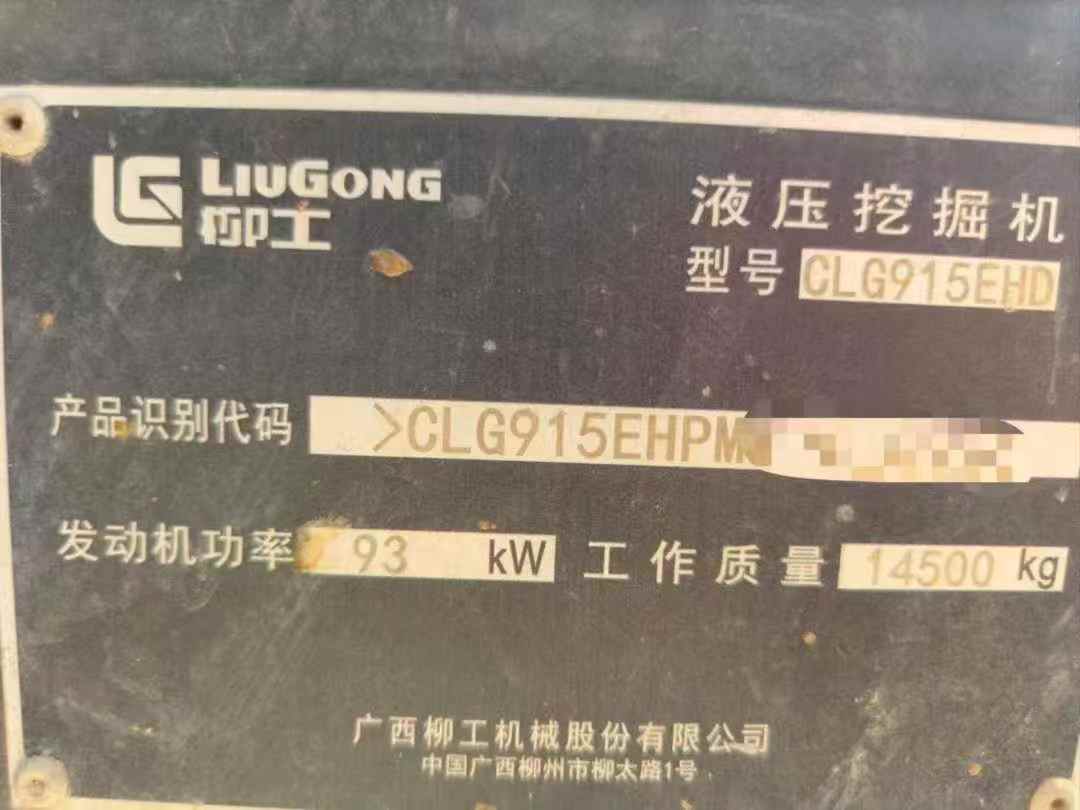 LIUGONG
柳工
液压挖掘机
型号 CLG915EHD
产品识别代码 >CLG915EHPM
发动机功率 93 kW 工作质量 14500 kg
广西柳工机械股份有限公司
中国广西柳州市柳太路1号